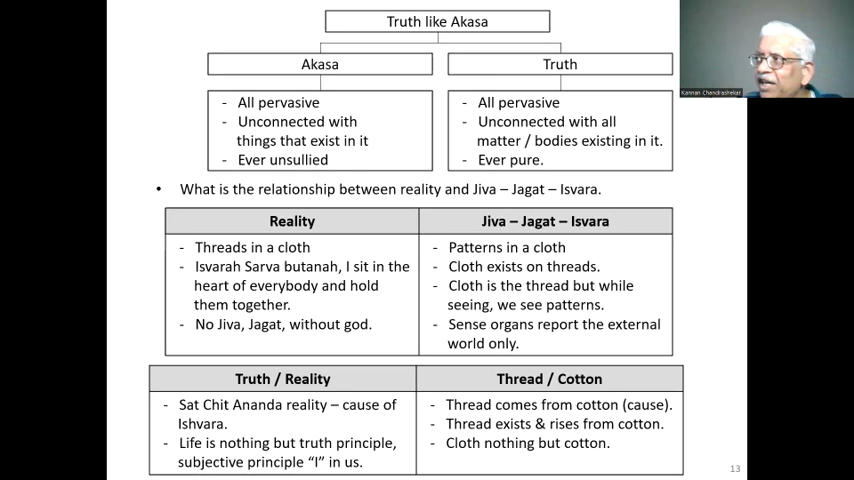 Truth like Akasa
Akasa
Truth
- All pervasive
- Unconnected with
things that exist in it
- Ever unsullied
- All pervasive
- Unconnected with all
matter / bodies existing in it.
- Ever pure.
Kannan Chandrashekar
• What is the relationship between reality and Jiva – Jagat – Isvara.
Reality
Jiva – Jagat – Isvara
- Threads in a cloth
- Isvarah Sarva butanah, I sit in the
heart of everybody and hold
them together.
- No Jiva, Jagat, without god.
- Patterns in a cloth
- Cloth exists on threads.
- Cloth is the thread but while
seeing, we see patterns.
- Sense organs report the external
world only.
Truth / Reality
Thread / Cotton
- Sat Chit Ananda reality – cause of
Ishvara.
- Life is nothing but truth principle,
subjective principle “I” in us.
- Thread comes from cotton (cause).
- Thread exists & rises from cotton.
- Cloth nothing but cotton.
13